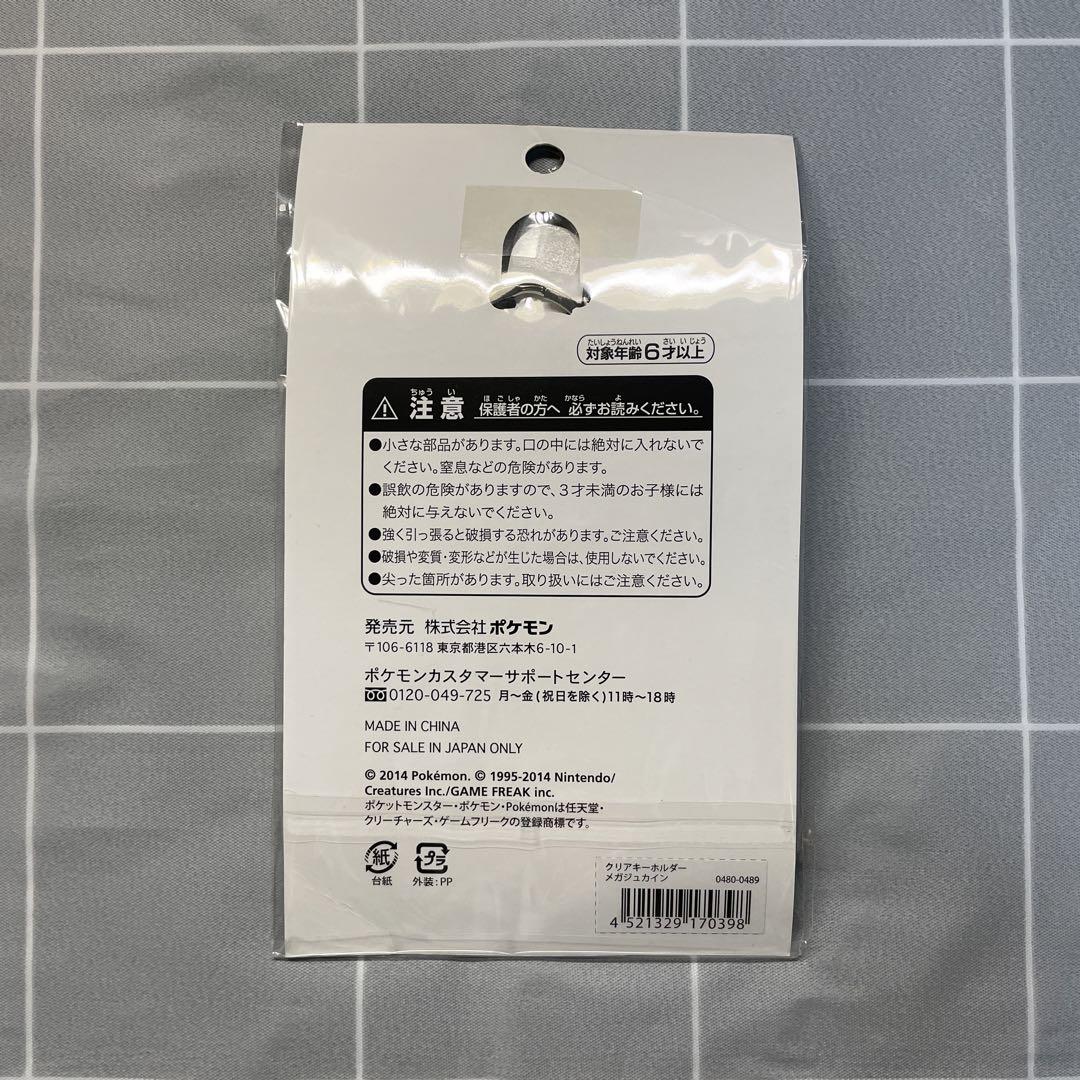 たいしょうねんれい さい いじょう
対象年齢6才以上
ちゅう い ほ ご しゃ かた かなら よ
注意 保護者の方へ 必ずお読みください。
●小さな部品があります。口の中には絶対に入れないで
ください。窒息などの危険があります。
●誤飲の危険がありますので、3才未満のお子様には
絶対に与えないでください。
●強く引っ張ると破損する恐れがあります。ご注意ください。
●破損や変質・変形などが生じた場合は、使用しないでください。
●尖った箇所があります。取り扱いにはご注意ください。
発売元 株式会社ポケモン
〒106-6118 東京都港区六本木6-10-1
ポケモンカスタマーサポートセンター
0120-049-725 月〜金(祝日を除く)11時〜18時
MADE IN CHINA
FOR SALE IN JAPAN ONLY
© 2014 Pokémon. © 1995-2014 Nintendo/
Creatures Inc./GAME FREAK inc.
ポケットモンスター・ポケモン・Pokémonは任天堂・
クリーチャーズ・ゲームフリークの登録商標です。
紙 プラ
台紙 外装:PP
クリアキーホルダー
メガジュカイン 0480-0489
4 521329 170398